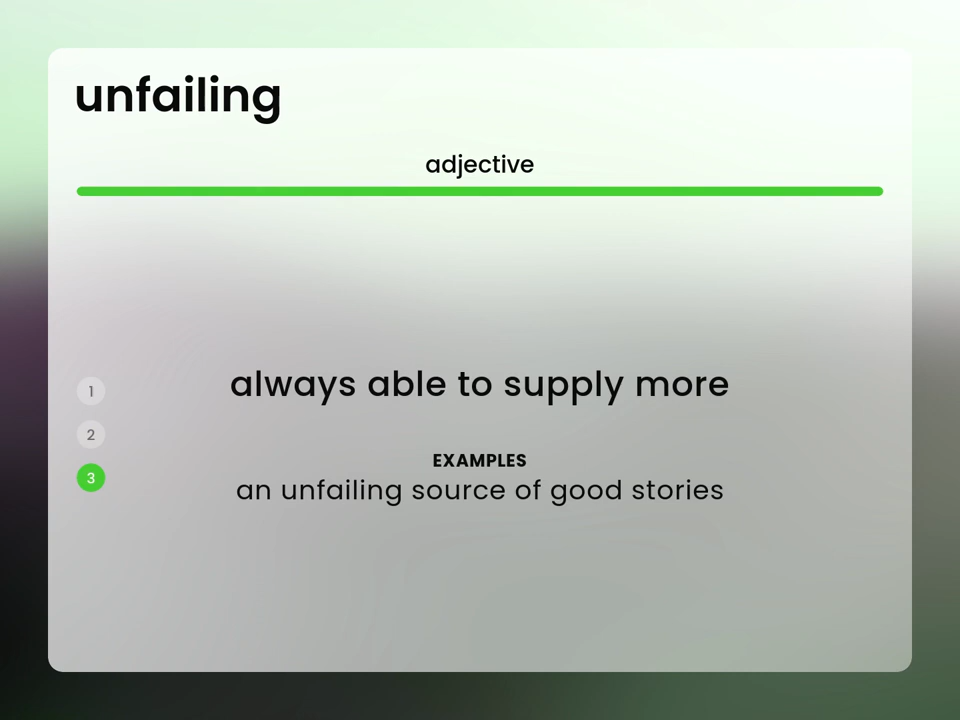 unfailing
adjective
1
always able to supply more
2
EXAMPLES
3
an unfailing source of good stories